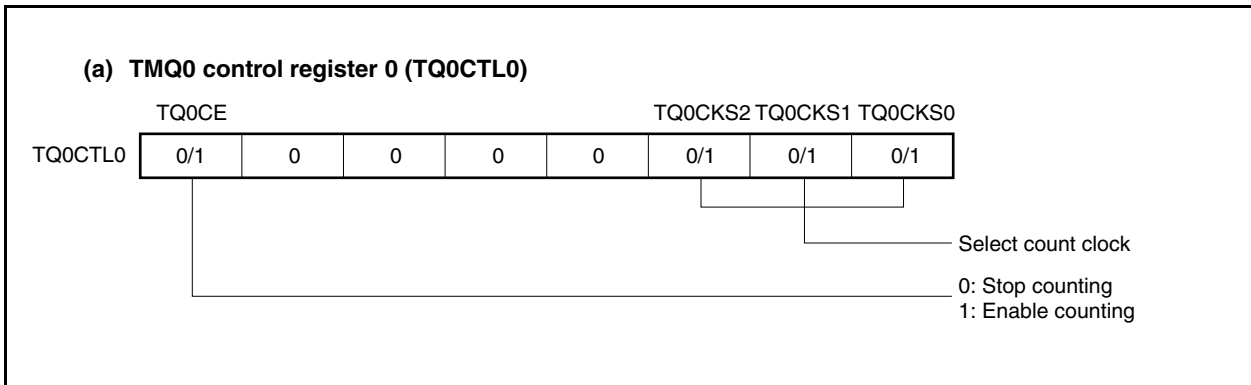 (a) TMQ0 control register 0 (TQ0CTL0)
TQ0CE TQ0CKS2 TQ0CKS1 TQ0CKS0
TQ0CTL0 0/1 0 0 0 0 0/1 0/1 0/1
Select count clock
0: Stop counting
1: Enable counting